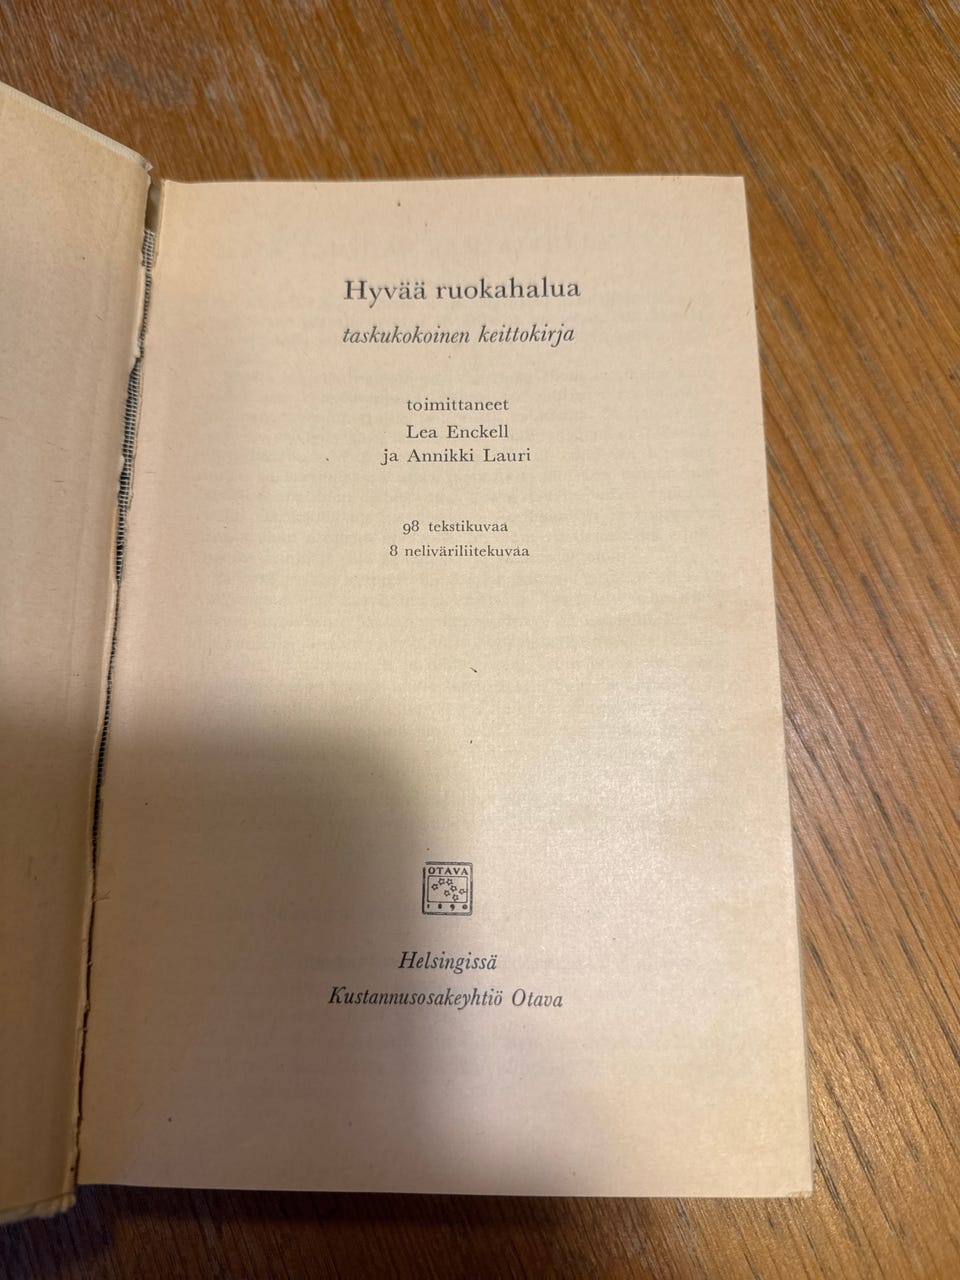 Hyvää ruokahalua
taskukokoinen keittokirja
toimittaneet
Lea Enckell
ja Annikki Lauri
98 tekstikuvaa
8 neliväriliitekuvaa
OTAVA
1890
Helsingissä
Kustannusosakeyhtiö Otava